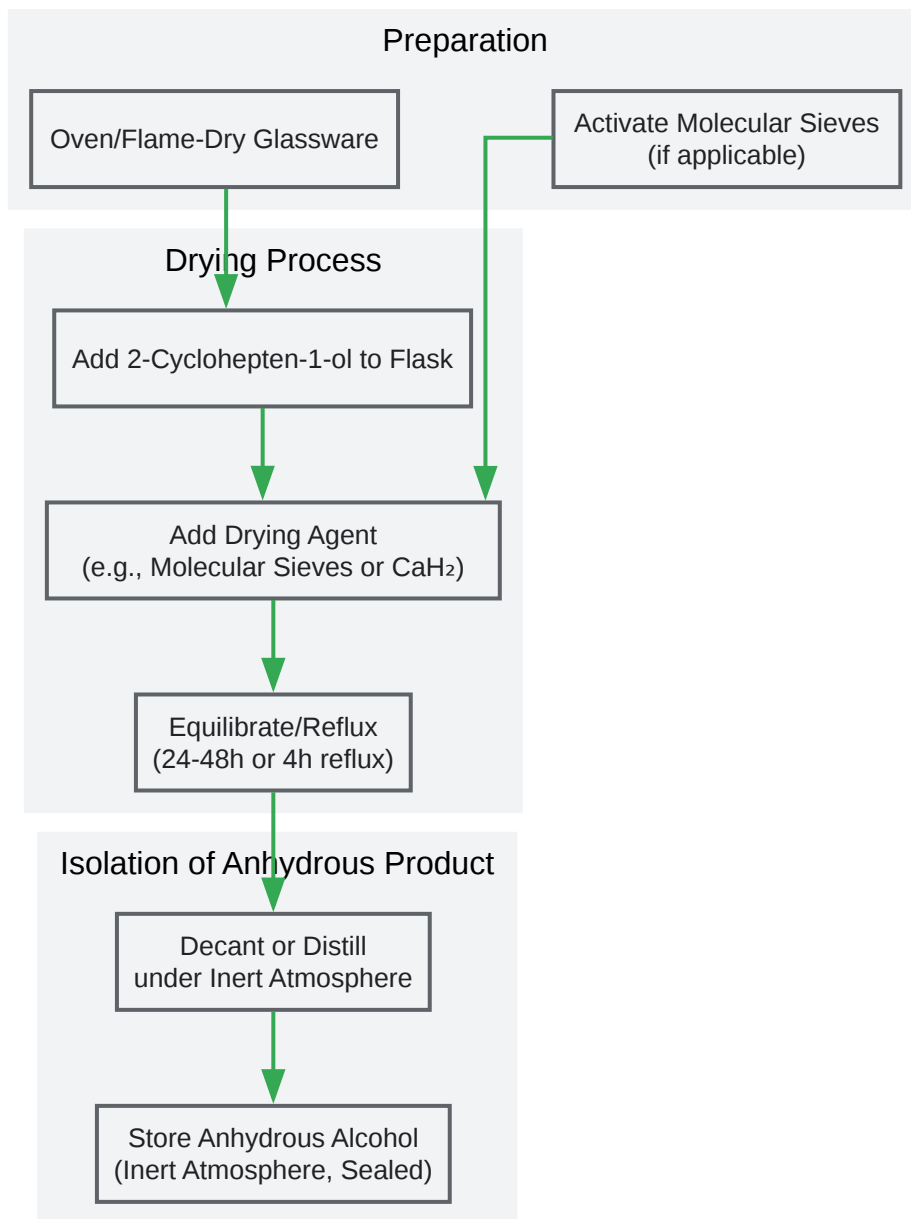 Preparation
Oven/Flame-Dry Glassware
Activate Molecular Sieves
(if applicable)
Drying Process
Add 2-Cyclohepten-1-ol to Flask
Add Drying Agent
(e.g., Molecular Sieves or CaH₂)
Equilibrate/Reflux
(24-48h or 4h reflux)
Isolation of Anhydrous Product
Decant or Distill
under Inert Atmosphere
Store Anhydrous Alcohol
(Inert Atmosphere, Sealed)